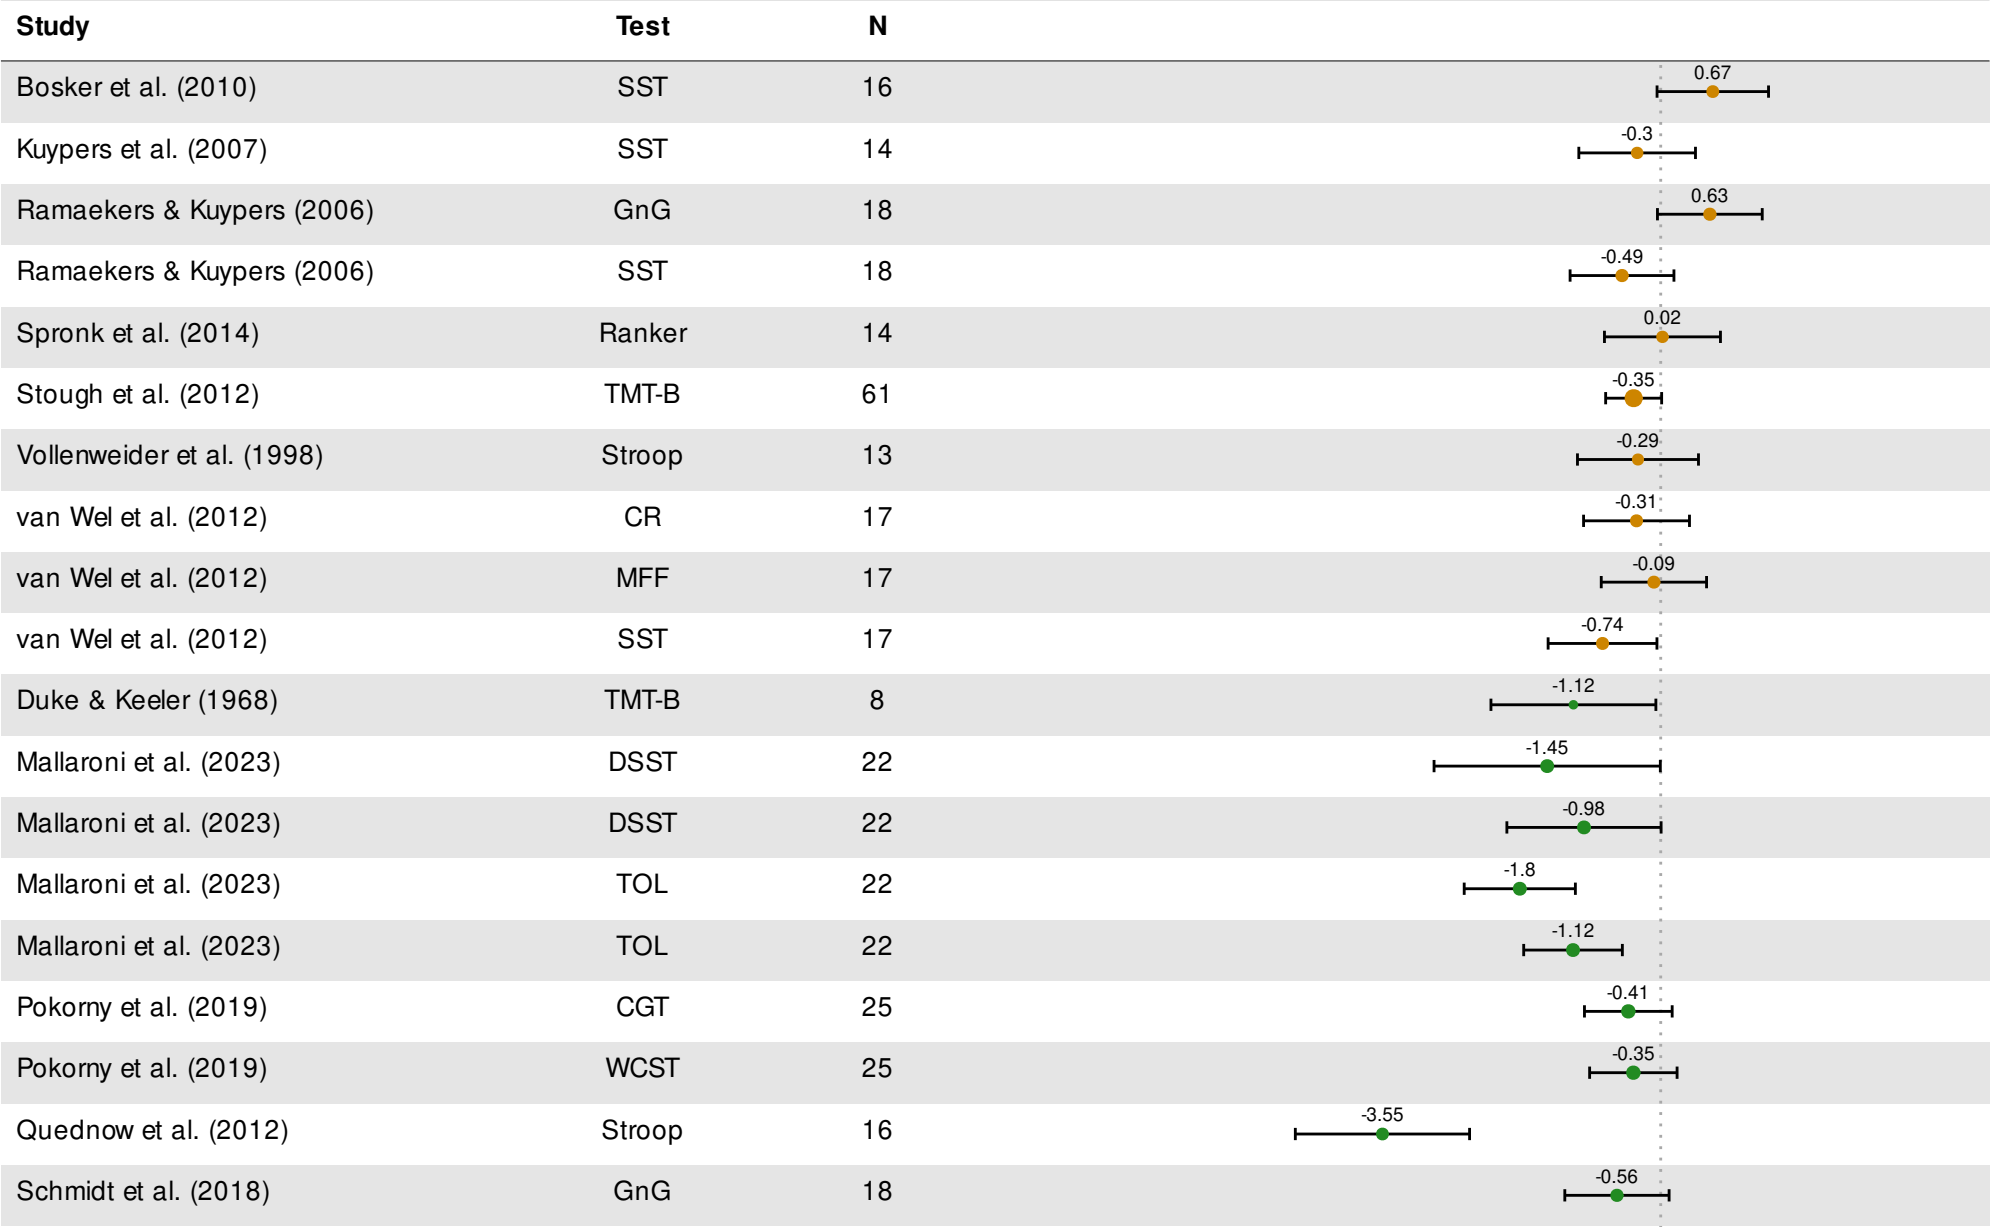 Study Test N
0.67
Bosker et al. (2010) SST 16
-0.3
Kuypers et al. (2007) SST 14
0.63
Ramaekers & Kuypers (2006) GnG 18
-0.49
Ramaekers & Kuypers (2006) SST 18
0.02
Spronk et al. (2014) Ranker 14
-0.35
Stough et al. (2012) TMT-B 61
-0.29
Vollenweider et al. (1998) Stroop 13
-0.31
van Wel et al. (2012) CR 17
-0.09
van Wel et al. (2012) MFF 17
-0.74
van Wel et al. (2012) SST 17
-1.12
Duke & Keeler (1968) TMT-B 8
-1.45
Mallaroni et al. (2023) DSST 22
-0.98
Mallaroni et al. (2023) DSST 22
-1.8
Mallaroni et al. (2023) TOL 22
-1.12
Mallaroni et al. (2023) TOL 22
-0.41
Pokorny et al. (2019) CGT 25
-0.35
Pokorny et al. (2019) WCST 25
-3.55
Quednow et al. (2012) Stroop 16
-0.56
Schmidt et al. (2018) GnG 18